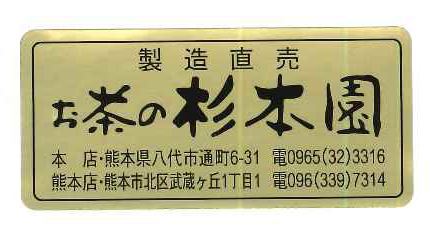 製造直売
お茶の杉本園
本　店・熊本県八代市通町6-31　電0965(32)3316
熊本店・熊本市北区武蔵ヶ丘1丁目1　電096(339)7314